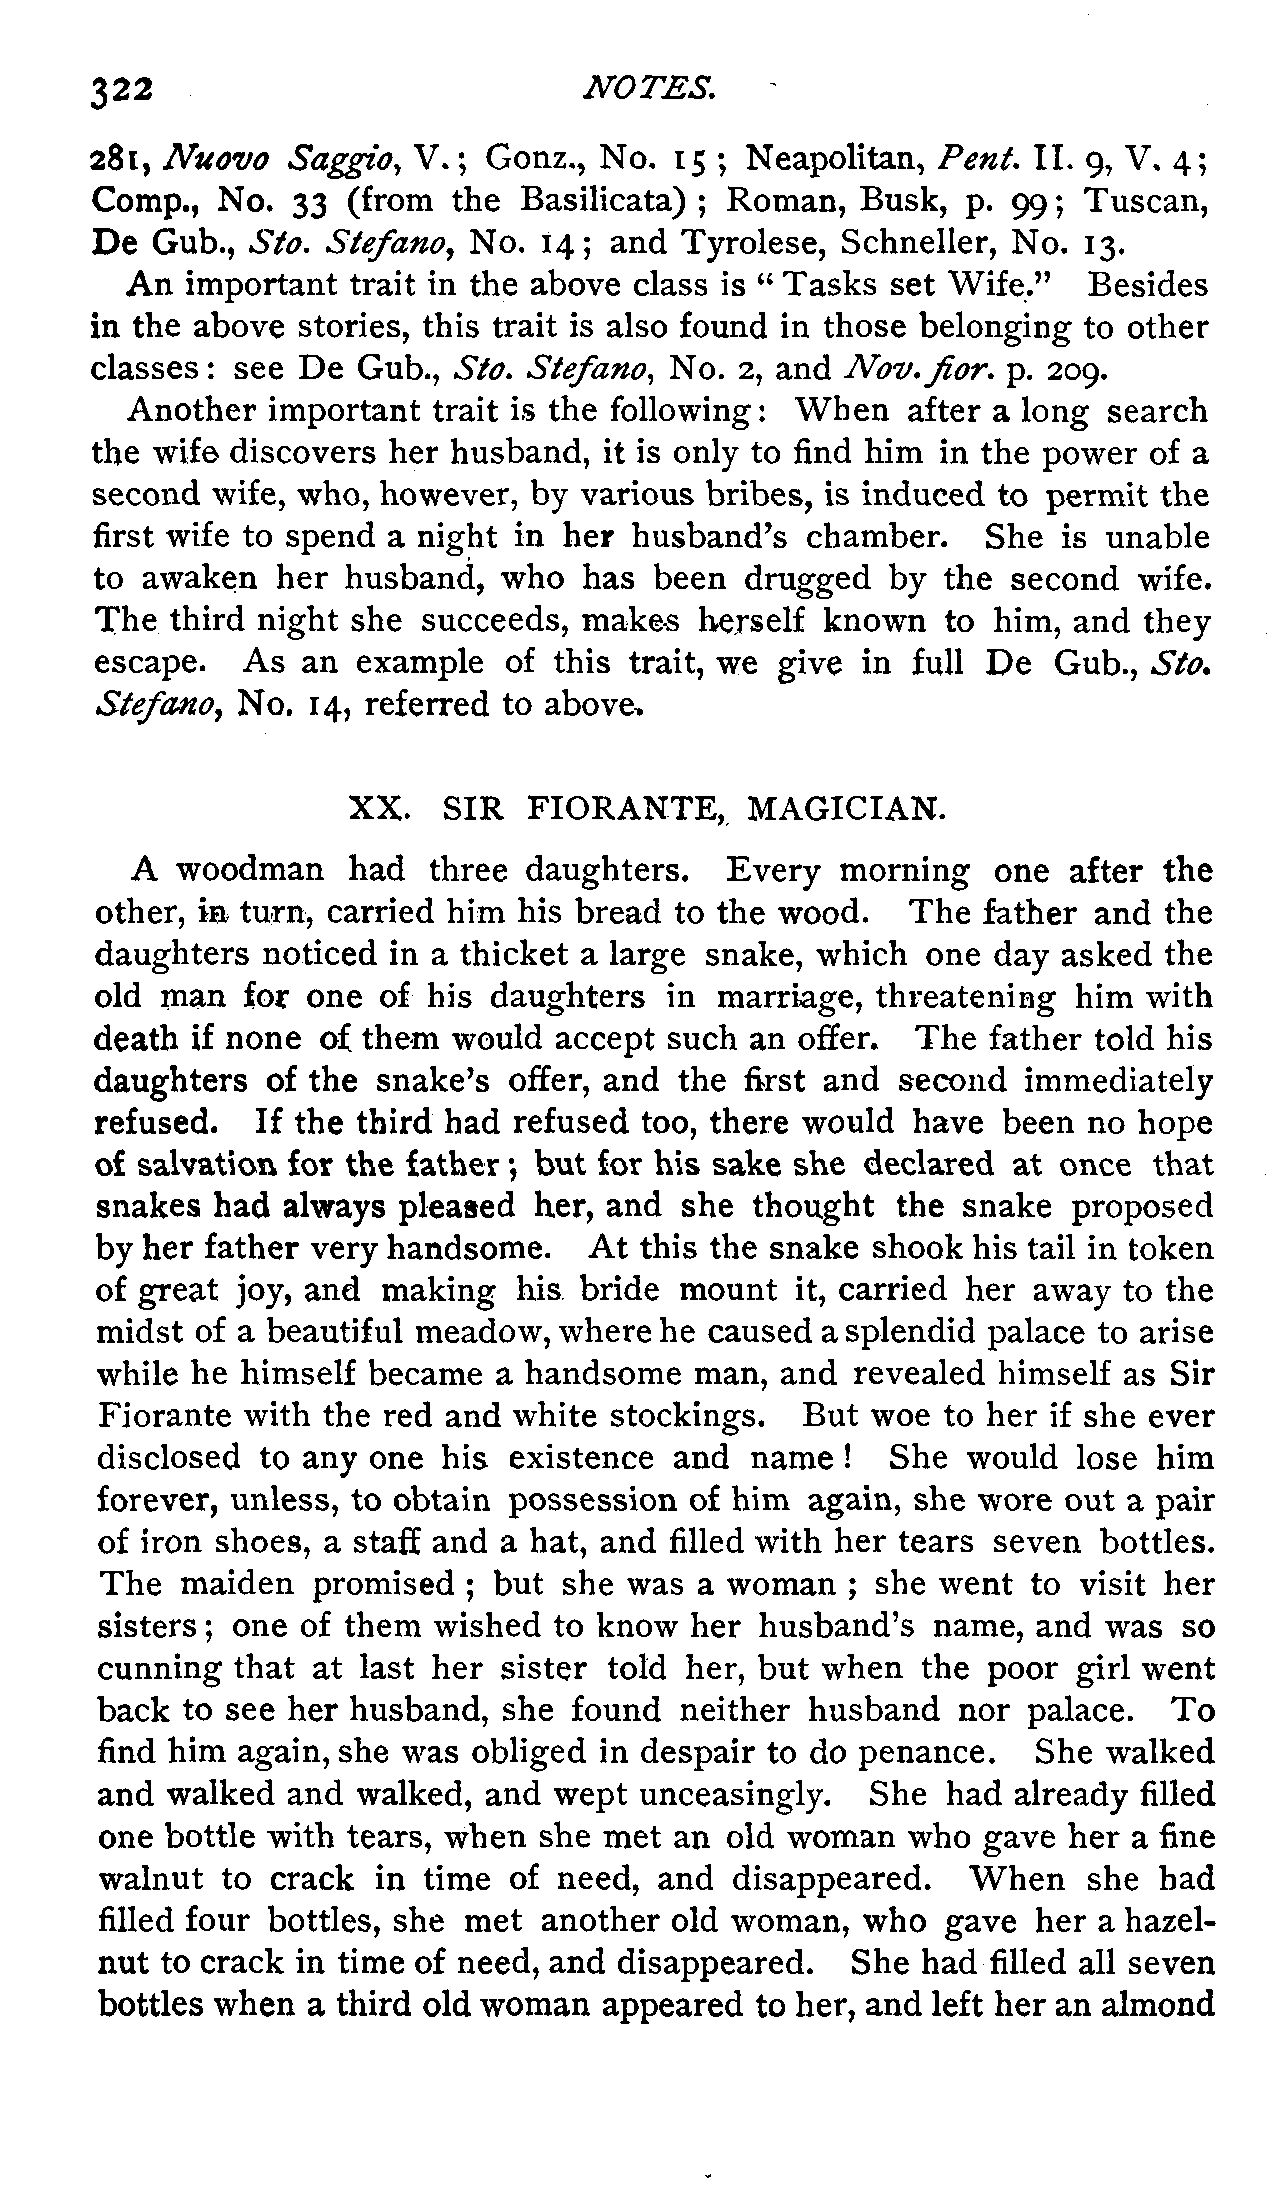 322 NOTES.
281, Nuovo Saggio, V.; Gonz., No. 15; Neapolitan, Pent. II. 9, V. 4;
Comp., No. 33 (from the Basilicata); Roman, Busk, p. 99; Tuscan,
De Gub., Sto. Stefano, No. 14; and Tyrolese, Schneller, No. 13.
An important trait in the above class is “Tasks set Wife.” Besides
in the above stories, this trait is also found in those belonging to other
classes: see De Gub., Sto. Stefano, No. 2, and Nov. fior. p. 209.
Another important trait is the following: When after a long search
the wife discovers her husband, it is only to find him in the power of a
second wife, who, however, by various bribes, is induced to permit the
first wife to spend a night in her husband's chamber. She is unable
to awaken her husband, who has been drugged by the second wife.
The third night she succeeds, makes herself known to him, and they
escape. As an example of this trait, we give in full De Gub., Sto.
Stefano, No. 14, referred to above.
XX. SIR FIORANTE, MAGICIAN.
A woodman had three daughters. Every morning one after the
other, in turn, carried him his bread to the wood. The father and the
daughters noticed in a thicket a large snake, which one day asked the
old man for one of his daughters in marriage, threatening him with
death if none of them would accept such an offer. The father told his
daughters of the snake's offer, and the first and second immediately
refused. If the third had refused too, there would have been no hope
of salvation for the father; but for his sake she declared at once that
snakes had always pleased her, and she thought the snake proposed
by her father very handsome. At this the snake shook his tail in token
of great joy, and making his bride mount it, carried her away to the
midst of a beautiful meadow, where he caused a splendid palace to arise
while he himself became a handsome man, and revealed himself as Sir
Fiorante with the red and white stockings. But woe to her if she ever
disclosed to any one his existence and name! She would lose him
forever, unless, to obtain possession of him again, she wore out a pair
of iron shoes, a staff and a hat, and filled with her tears seven bottles.
The maiden promised; but she was a woman; she went to visit her
sisters; one of them wished to know her husband's name, and was so
cunning that at last her sister told her, but when the poor girl went
back to see her husband, she found neither husband nor palace. To
find him again, she was obliged in despair to do penance. She walked
and walked and walked, and wept unceasingly. She had already filled
one bottle with tears, when she met an old woman who gave her a fine
walnut to crack in time of need, and disappeared. When she had
filled four bottles, she met another old woman, who gave her a hazel-
nut to crack in time of need, and disappeared. She had filled all seven
bottles when a third old woman appeared to her, and left her an almond